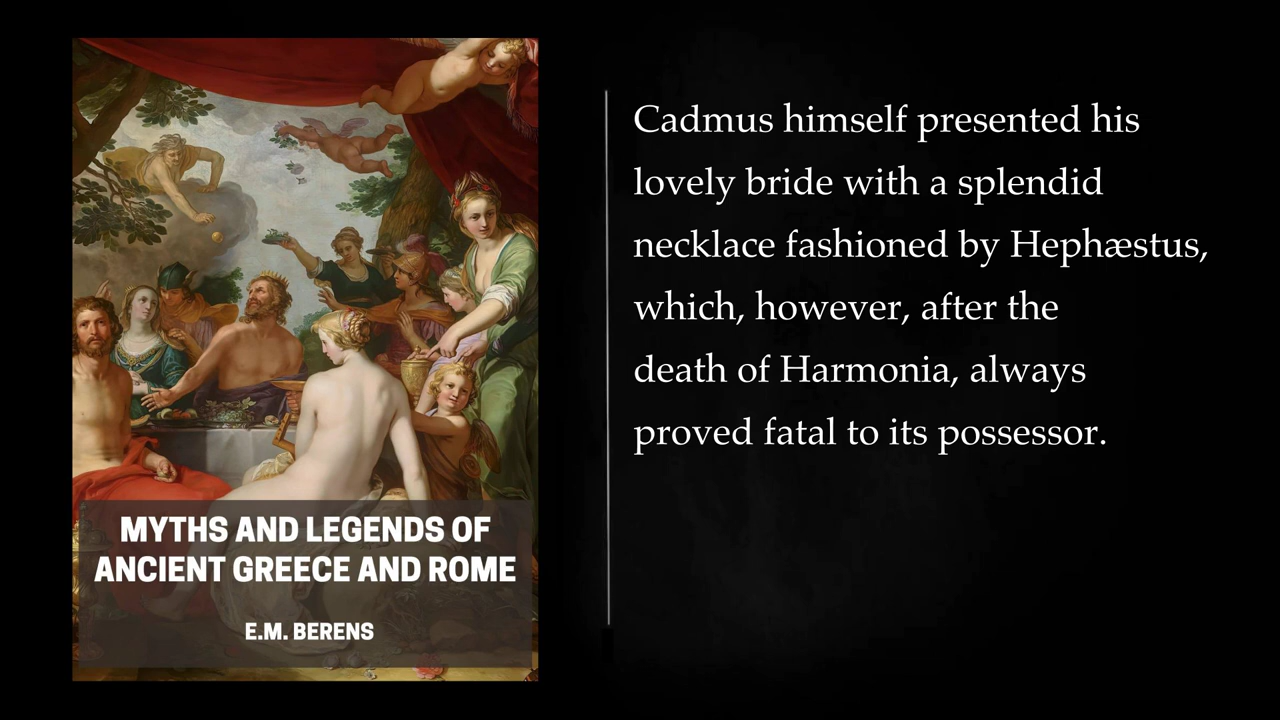 MYTHS AND LEGENDS OF
ANCIENT GREECE AND ROME
E.M. BERENS
Cadmus himself presented his
lovely bride with a splendid
necklace fashioned by Hephæstus,
which, however, after the
death of Harmonia, always
proved fatal to its possessor.